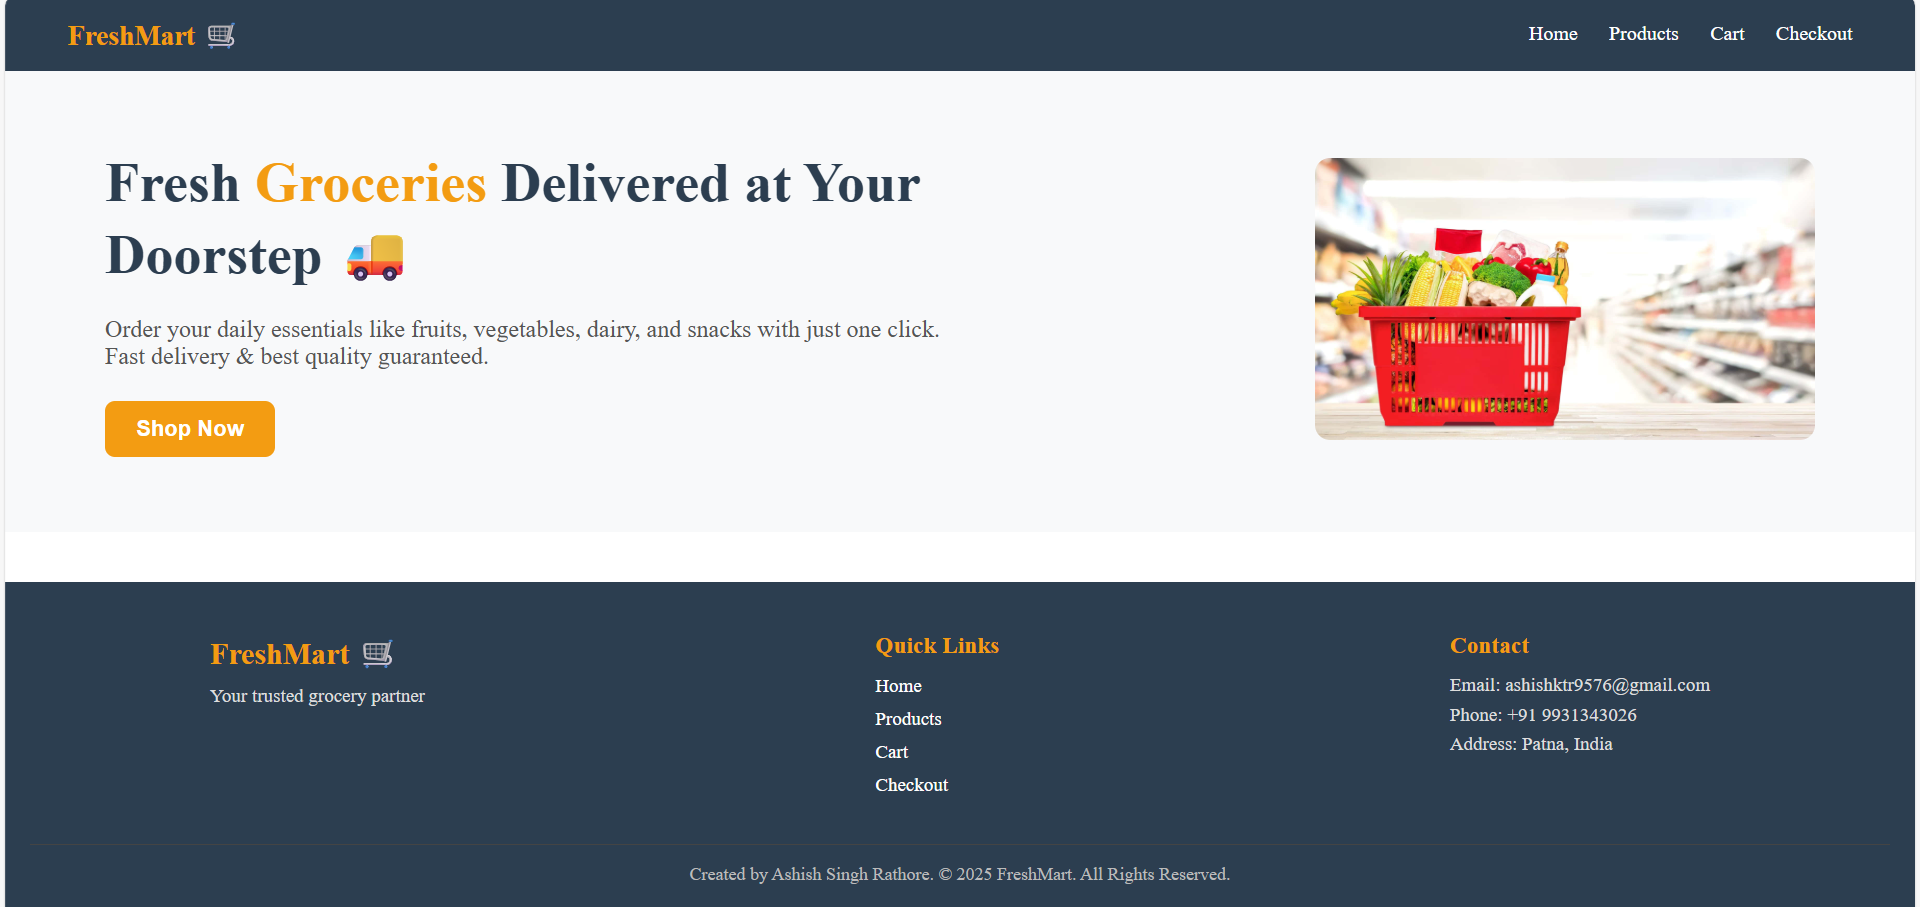 FreshMart 🛒
Home Products Cart Checkout
Fresh Groceries Delivered at Your
Doorstep 🚚
Order your daily essentials like fruits, vegetables, dairy, and snacks with just one click.
Fast delivery & best quality guaranteed.
Shop Now
FreshMart 🛒
Your trusted grocery partner
Quick Links
Home
Products
Cart
Checkout
Contact
Email: ashishktr9576@gmail.com
Phone: +91 9931343026
Address: Patna, India
Created by Ashish Singh Rathore. © 2025 FreshMart. All Rights Reserved.